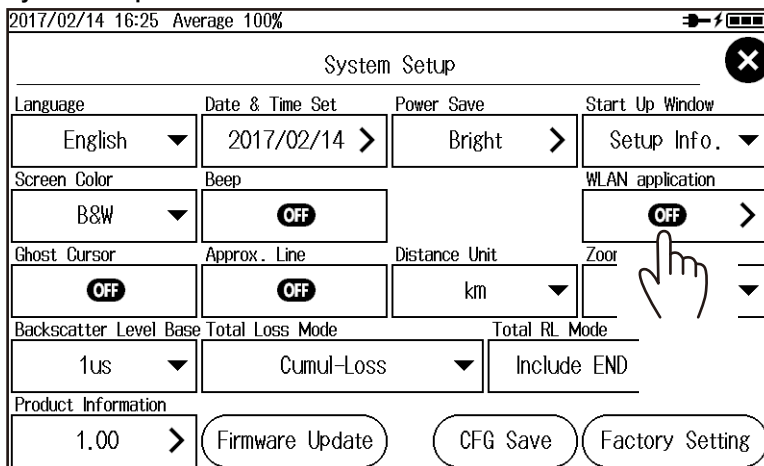 2017/02/14 16:25 Average 100%
System Setup
Language Date & Time Set Power Save Start Up Window
English 2017/02/14 Bright Setup Info.
Screen Color Beep WLAN application
B&W OFF OFF
Ghost Cursor Approx. Line Distance Unit
OFF OFF km
Backscatter Level Base Total Loss Mode Total RL Mode
1us Cumul-Loss Include END
Product Information
1.00 Firmware Update CFG Save Factory Setting